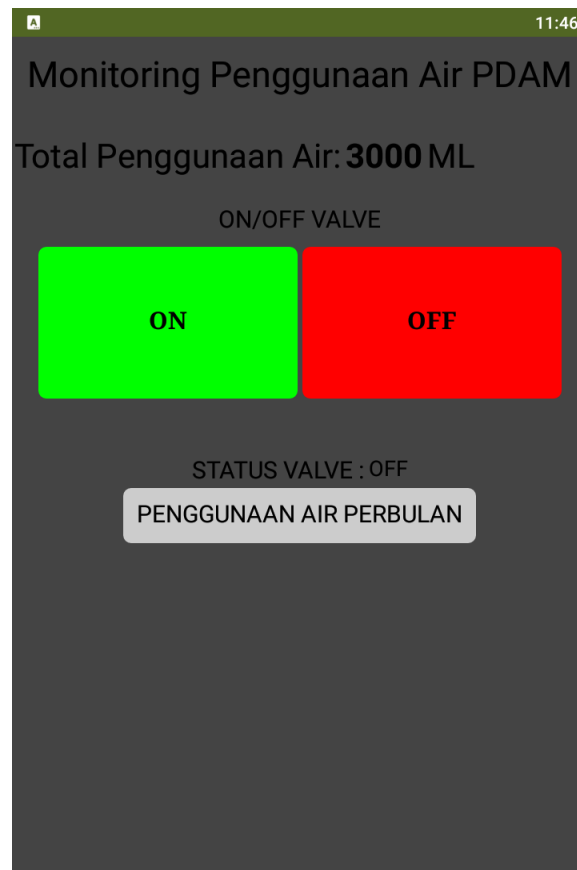 11:46
Monitoring Penggunaan Air PDAM
Total Penggunaan Air: 3000 ML
ON/OFF VALVE
ON OFF
STATUS VALVE : OFF
PENGGUNAAN AIR PERBULAN